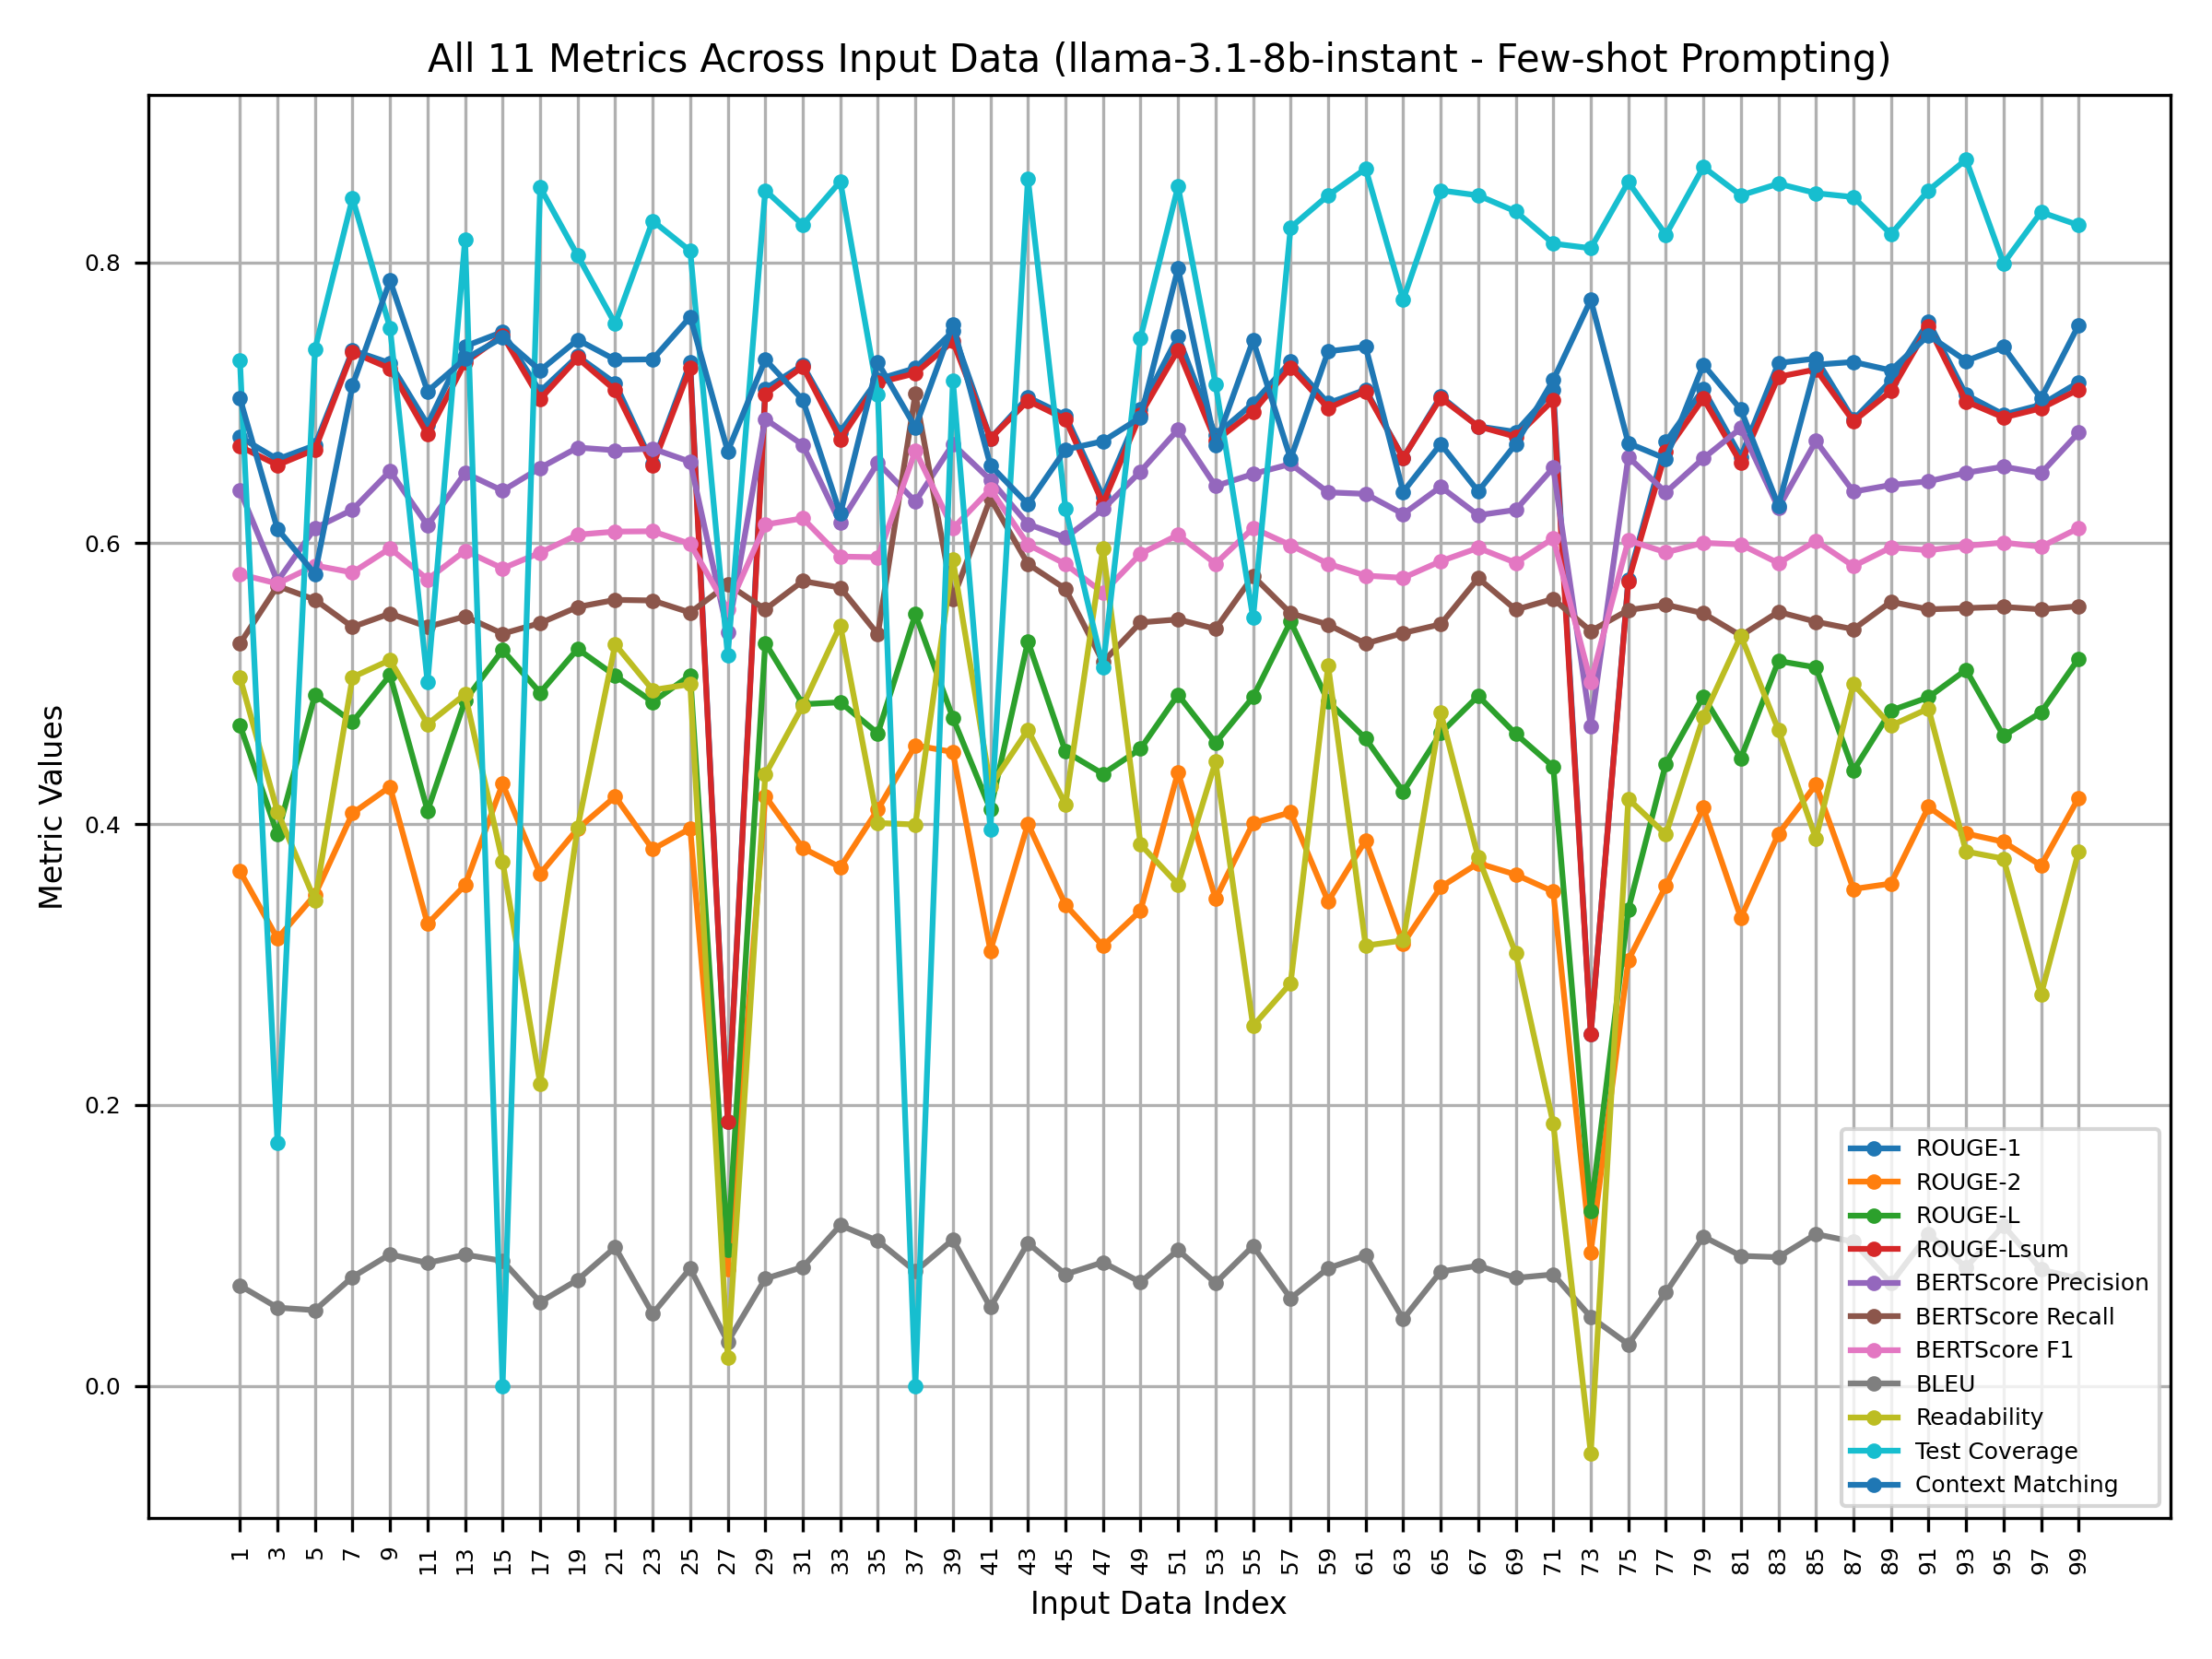 All 11 Metrics Across Input Data (llama-3.1-8b-instant - Few-shot Prompting)
Metric Values
0.8
0.6
0.4
0.2
0.0
ROUGE-1
ROUGE-2
ROUGE-L
ROUGE-Lsum
BERTScore Precision
BERTScore Recall
BERTScore F1
BLEU
Readability
Test Coverage
Context Matching
1 3 5 7 9 11 13 15 17 19 21 23 25 27 29 31 33 35 37 39 41 43 45 47 49 51 53 55 57 59 61 63 65 67 69 71 73 75 77 79 81 83 85 87 89 91 93 95 97 99
Input Data Index